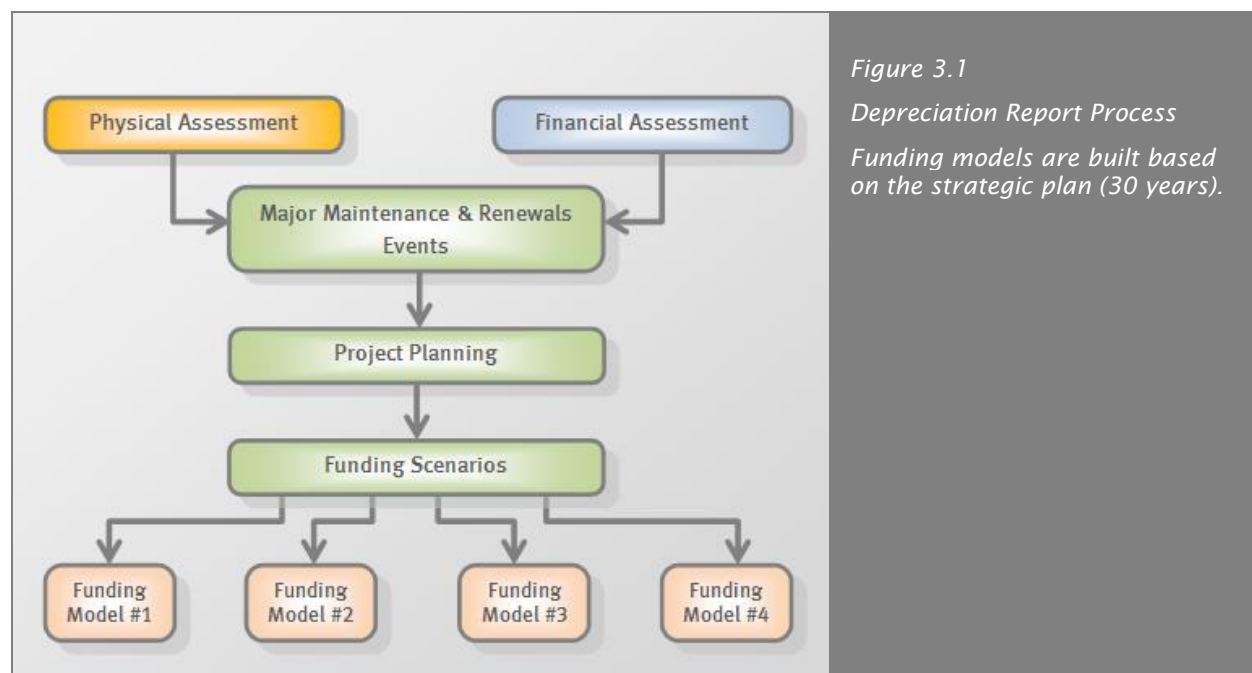 Physical Assessment
Financial Assessment
Major Maintenance & Renewals
Events
Project Planning
Funding Scenarios
Funding
Model #1
Funding
Model #2
Funding
Model #3
Funding
Model #4
Figure 3.1
Depreciation Report Process
Funding models are built based
on the strategic plan (30 years).